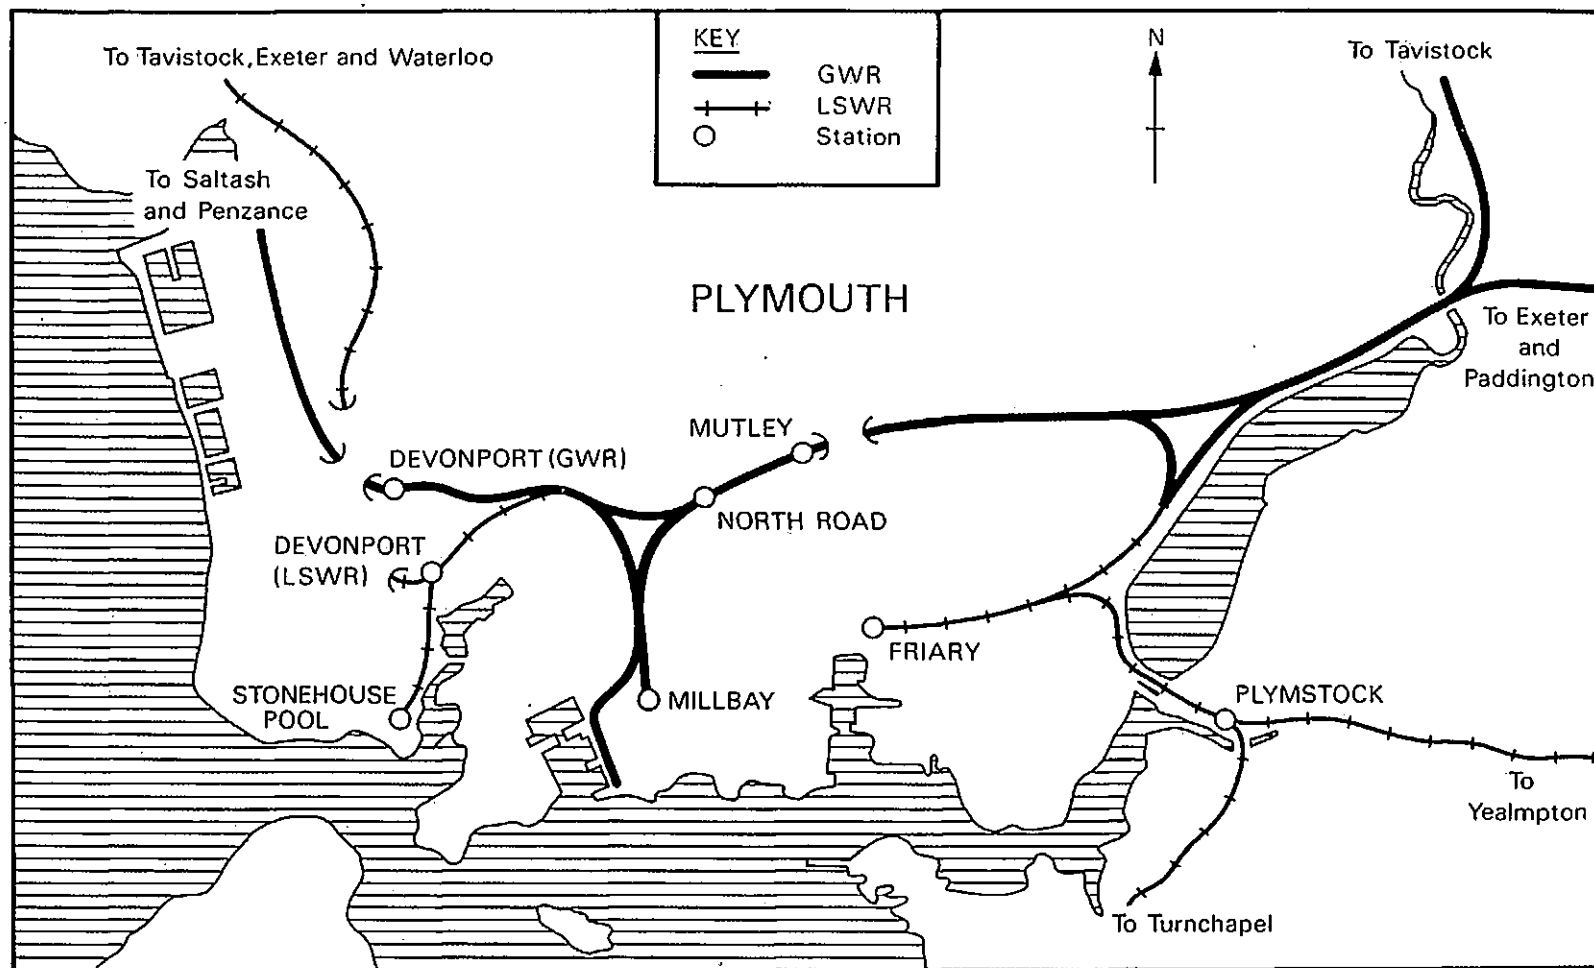 To Tavistock, Exeter and Waterloo
KEY
GWR
LSWR
Station
N
To Tavistock
To Saltash
and Penzance
PLYMOUTH
To Exeter
and
Paddington
MUTLEY
DEVONPORT (GWR)
NORTH ROAD
DEVONPORT
(LSWR)
FRIARY
STONEHOUSE
POOL
MILLBAY
PLYMSTOCK
To
Yealmpton
To Turnchapel